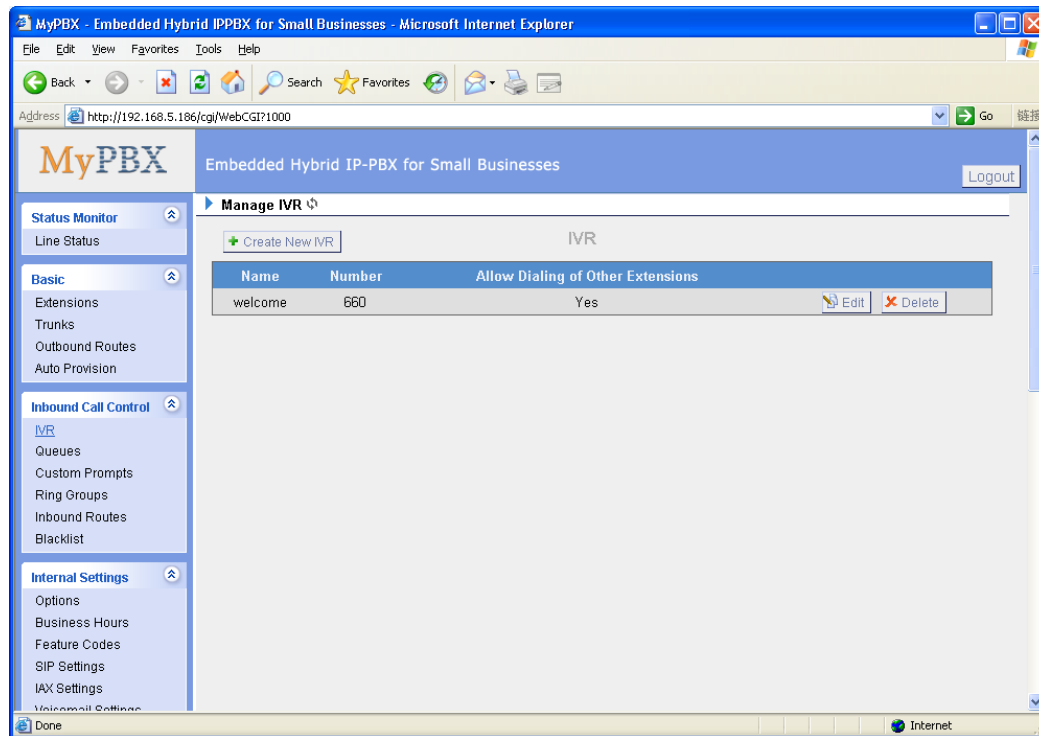 MyPBX - Embedded Hybrid IPPBX for Small Businesses - Microsoft Internet Explorer
File Edit View Favorites Tools Help
Back Search Favorites
Address http://192.168.5.186/cgi/WebCGI?1000 Go 链接
MyPBX Embedded Hybrid IP-PBX for Small Businesses
Logout
Manage IVR
Status Monitor
Line Status
Create New IVR IVR
Name Number Allow Dialing of Other Extensions
welcome 660 Yes Edit Delete
Basic
Extensions
Trunks
Outbound Routes
Auto Provision
Inbound Call Control
IVR
Queues
Custom Prompts
Ring Groups
Inbound Routes
Blacklist
Internal Settings
Options
Business Hours
Feature Codes
SIP Settings
IAX Settings
Voicemail Settings
Done Internet